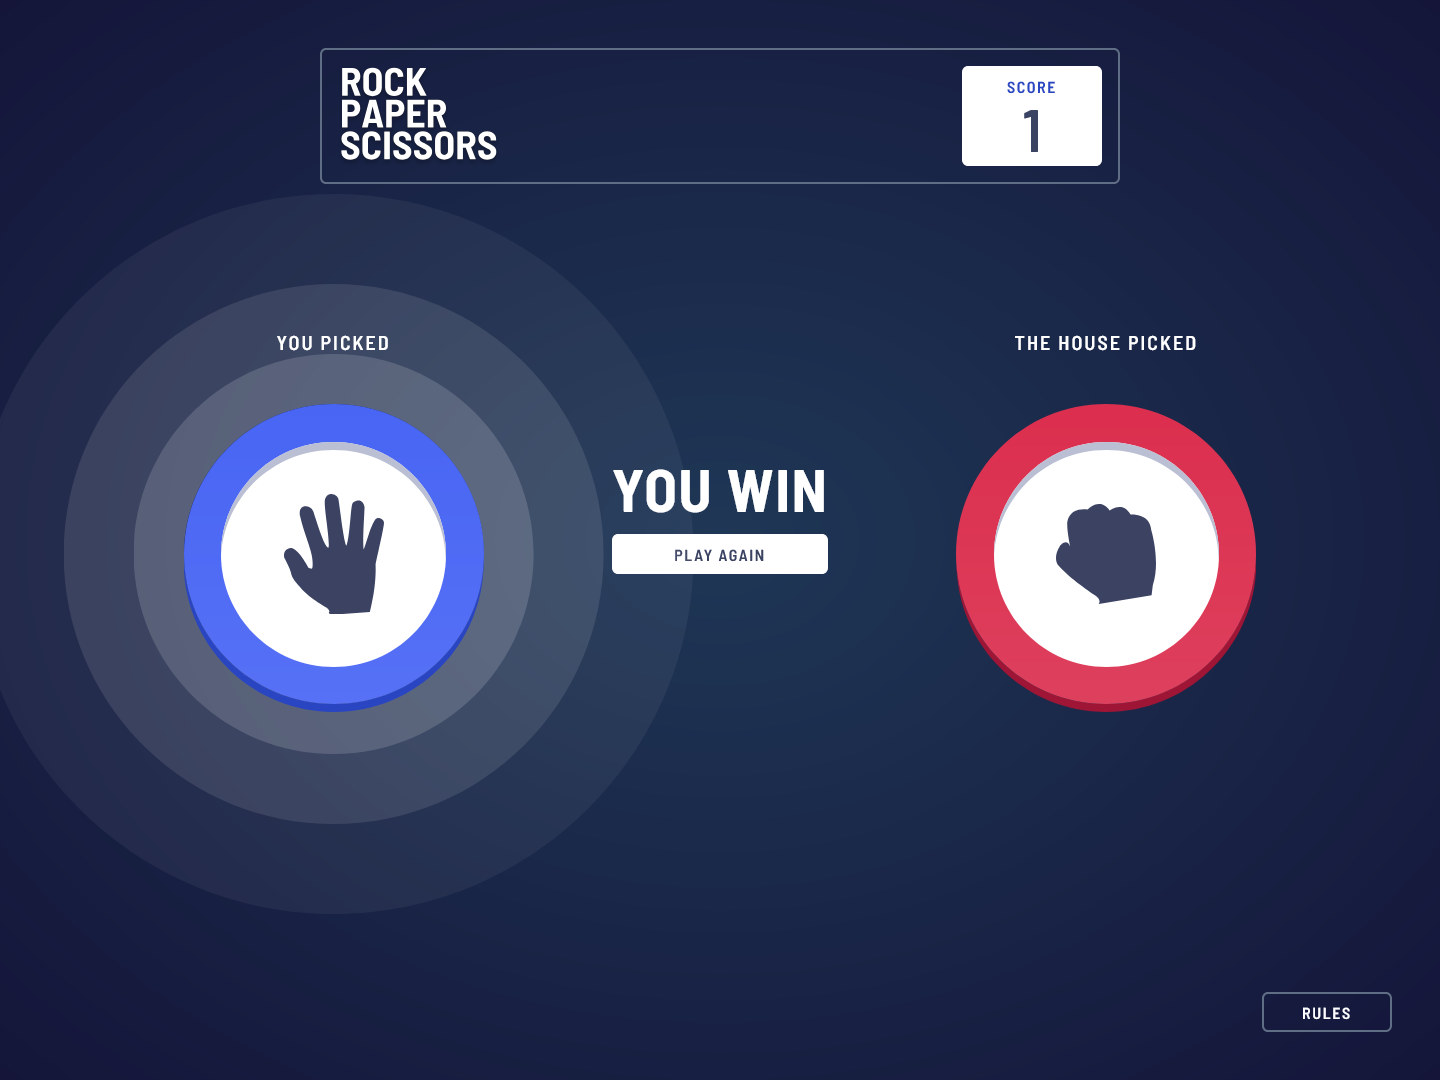 ROCK
PAPER
SCISSORS
SCORE
1
YOU PICKED
THE HOUSE PICKED
YOU WIN
PLAY AGAIN
RULES